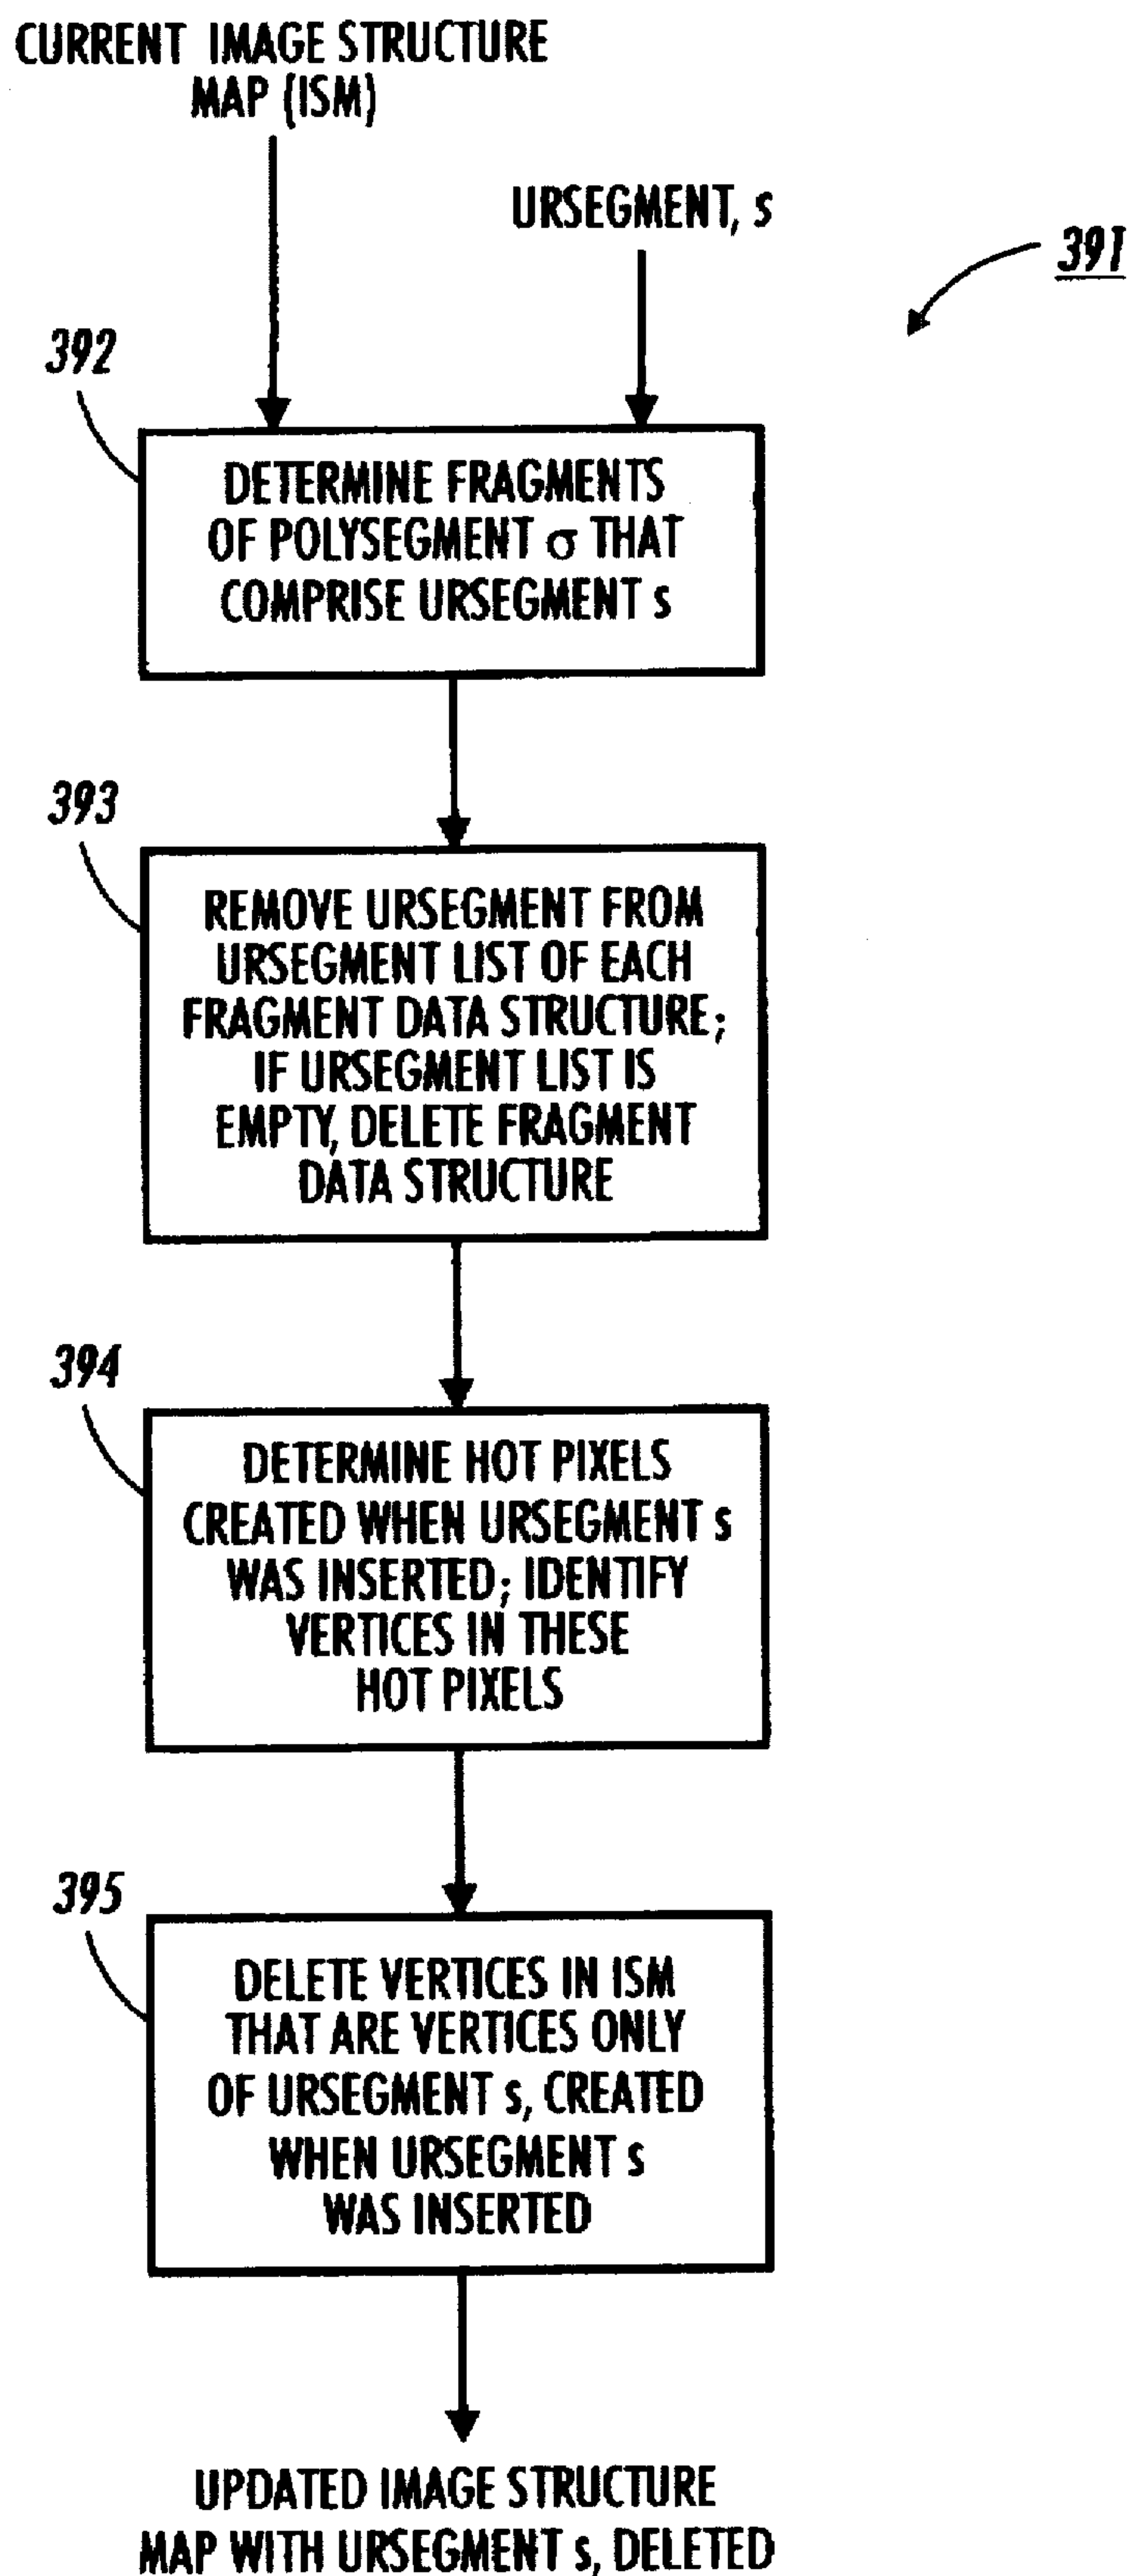 CURRENT IMAGE STRUCTURE
MAP (ISM)
URSEGMENT, s
391
392
DETERMINE FRAGMENTS
OF POLYSEGMENT σ THAT
COMPRISE URSEGMENT s
393
REMOVE URSEGMENT FROM
URSEGMENT LIST OF EACH
FRAGMENT DATA STRUCTURE;
IF URSEGMENT LIST IS
EMPTY, DELETE FRAGMENT
DATA STRUCTURE
394
DETERMINE HOT PIXELS
CREATED WHEN URSEGMENT s
WAS INSERTED; IDENTIFY
VERTICES IN THESE
HOT PIXELS
395
DELETE VERTICES IN ISM
THAT ARE VERTICES ONLY
OF URSEGMENT s, CREATED
WHEN URSEGMENT s
WAS INSERTED
UPDATED IMAGE STRUCTURE
MAP WITH URSEGMENT s, DELETED